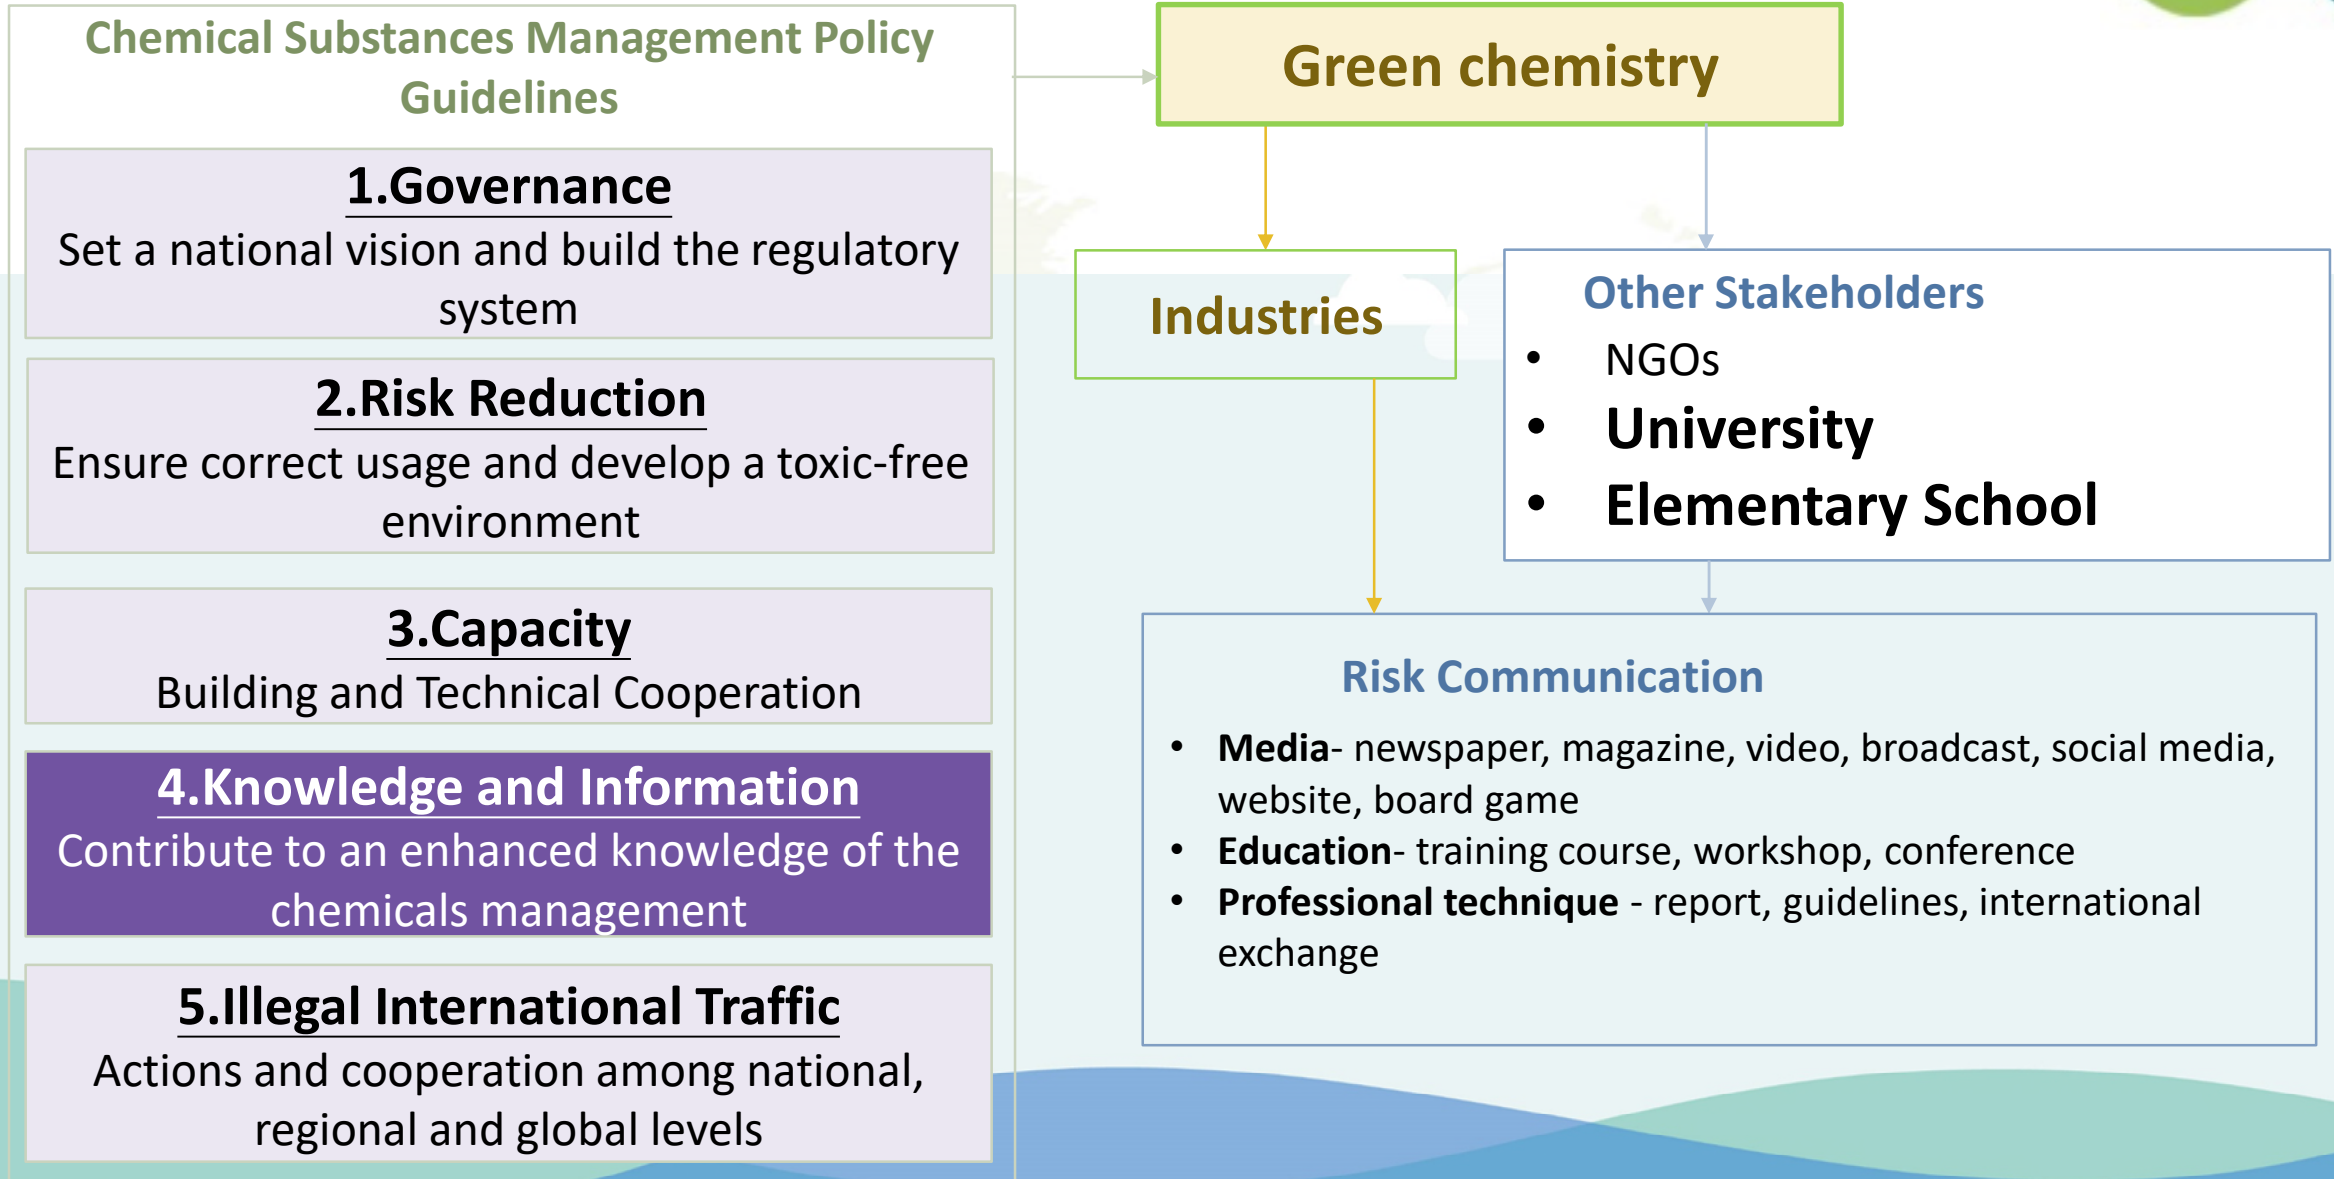 Chemical Substances Management Policy
Guidelines
1.Governance
Set a national vision and build the regulatory
system
2.Risk Reduction
Ensure correct usage and develop a toxic-free
environment
3.Capacity
Building and Technical Cooperation
4.Knowledge and Information
Contribute to an enhanced knowledge of the
chemicals management
5.Illegal International Traffic
Actions and cooperation among national,
regional and global levels
Green chemistry
Industries
Other Stakeholders
• NGOs
• University
• Elementary School
Risk Communication
• Media- newspaper, magazine, video, broadcast, social media,
website, board game
• Education- training course, workshop, conference
• Professional technique - report, guidelines, international
exchange